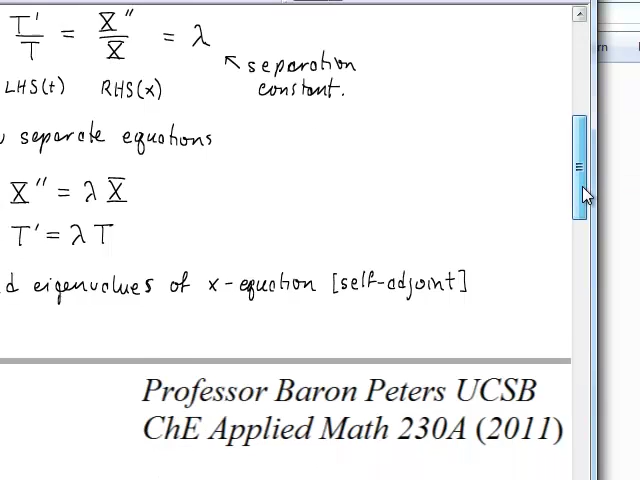 T'/T = X''/X = λ
separation
LHS(t) RHS(x) constant.
separate equations
X'' = λ X
T' = λ T
d eigenvalues of x-equation [self-adjoint]
Professor Baron Peters UCSB
ChE Applied Math 230A (2011)
rn